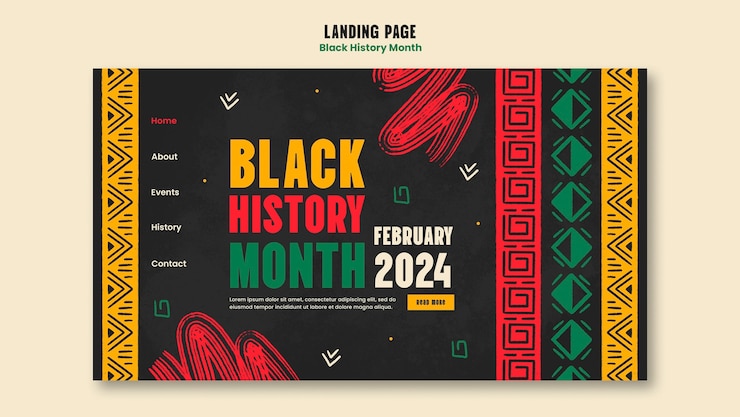 LANDING PAGE
Black History Month
Home
About
Events
History
Contact
BLACK
HISTORY
MONTH
FEBRUARY
2024
Lorem ipsum dolor sit amet, consectetur adipiscing elit, sed do
eiusmod tempor incididunt ut labore et dolore magna aliqua.
Read More